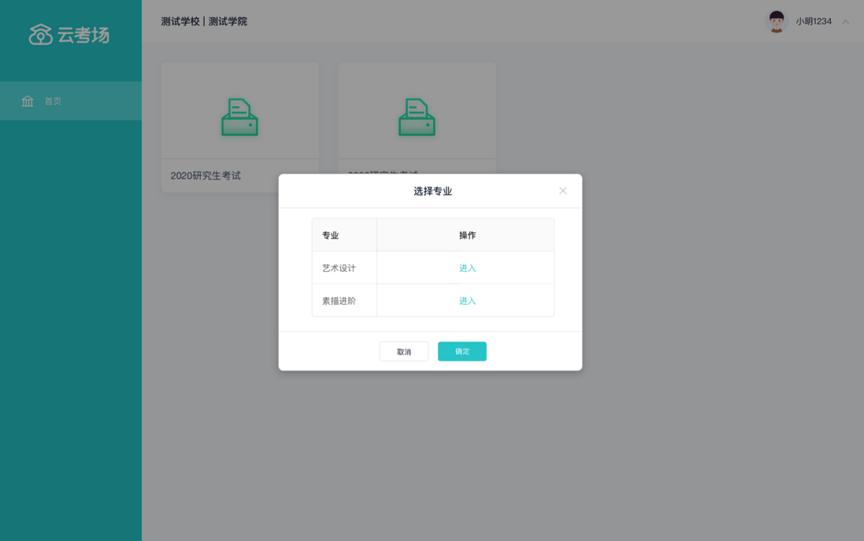 云考场
首页
测试学校 | 测试学院
小明1234
2020研究生考试
选择专业
专业
操作
艺术设计
进入
素描进阶
进入
取消
确定